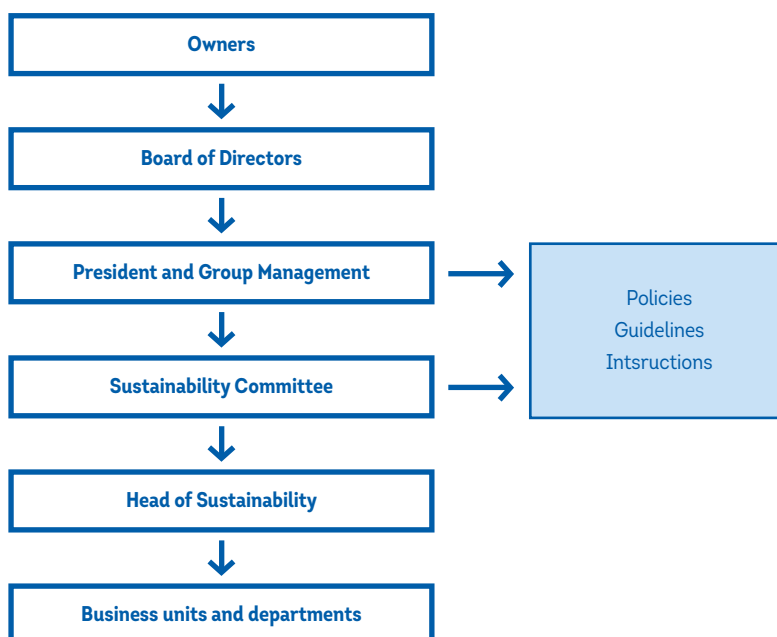 Owners
Board of Directors
President and Group Management
Policies
Guidelines
Intsructions
Sustainability Committee
Head of Sustainability
Business units and departments